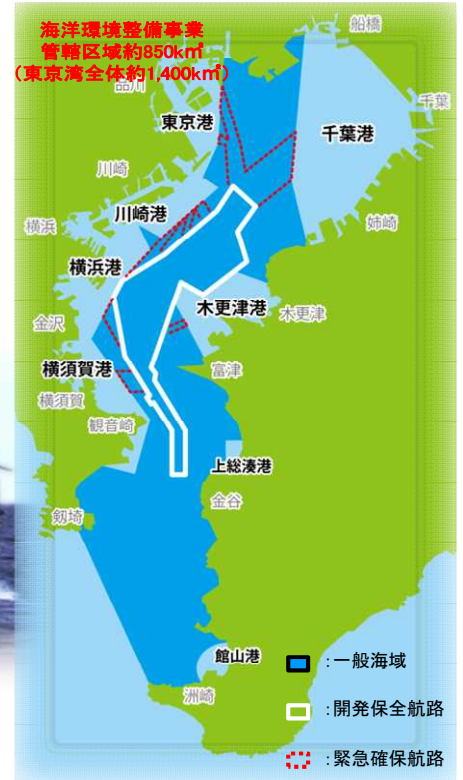 海洋環境整備事業
管轄区域約850k㎡
(東京湾全体約1,400k㎡)
船橋
品川
東京港
千葉港
千葉
川崎
川崎港
横浜
姉崎
横浜港
木更津港
木更津
金沢
横須賀港
富津
横須賀
観音崎
上総湊港
金谷
剱埼
館山港
洲崎
:一般海域
:開発保全航路
:緊急確保航路